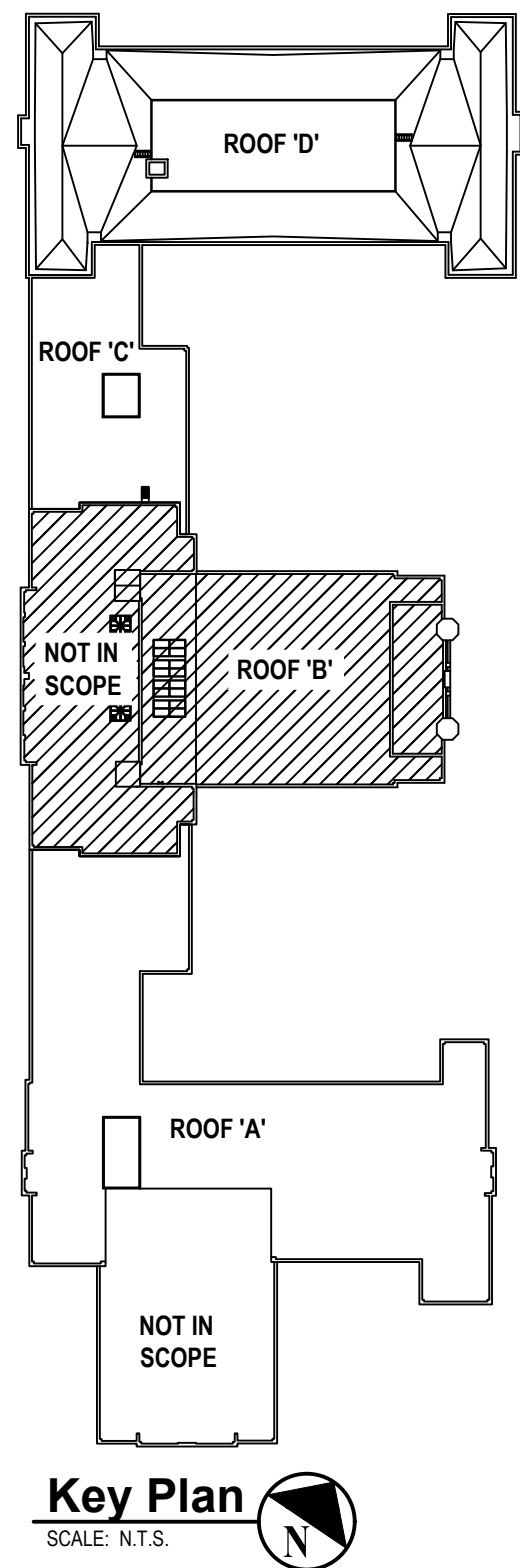 ROOF 'D'
ROOF 'C'
NOT IN
SCOPE
ROOF 'B'
ROOF 'A'
NOT IN
SCOPE
Key Plan
SCALE: N.T.S.
N